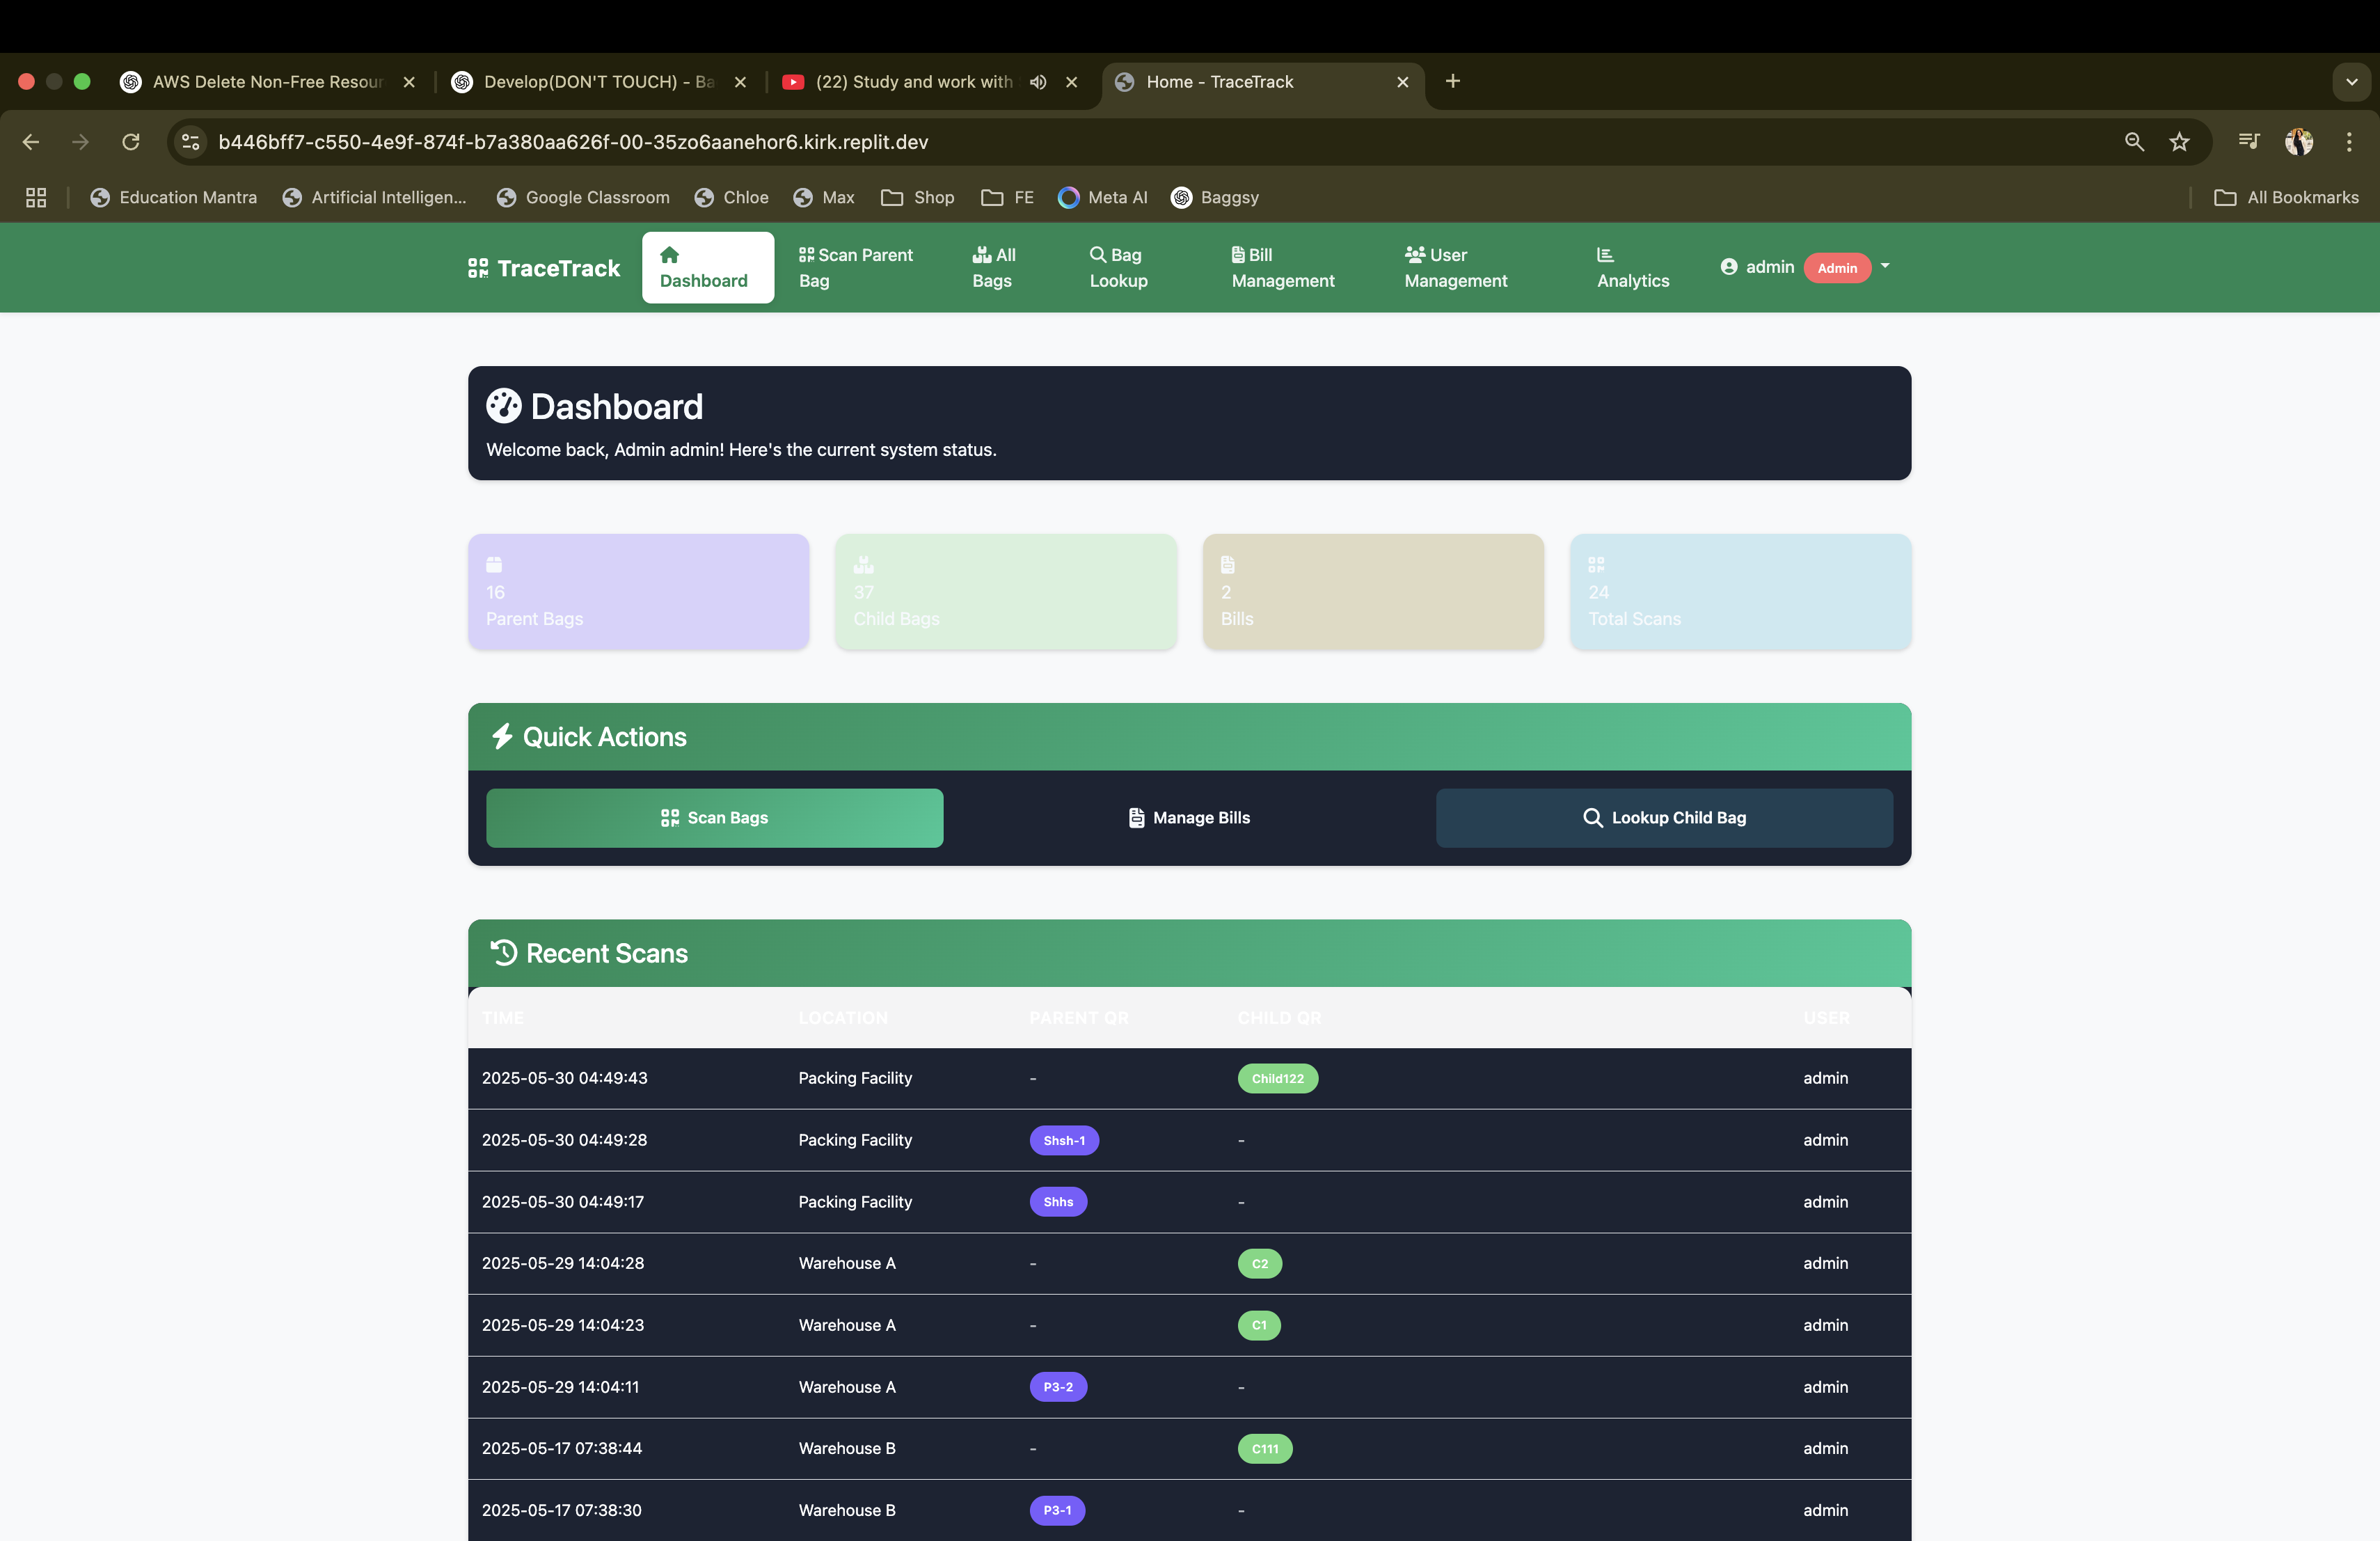 AWS Delete Non-Free Resour
Develop(DON'T TOUCH) - Ba
(22) Study and work with
Home - TraceTrack
b446bff7-c550-4e9f-874f-b7a380aa626f-00-35zo6aanehor6.kirk.replit.dev
Education Mantra
Artificial Intelligen...
Google Classroom
Chloe
Max
Shop
FE
Meta AI
Baggsy
All Bookmarks
TraceTrack
Dashboard
Scan Parent
Bag
All
Bags
Bag
Lookup
Bill
Management
User
Management
Analytics
admin Admin
Dashboard
Welcome back, Admin admin! Here's the current system status.
16
Parent Bags
37
Child Bags
2
Bills
24
Total Scans
Quick Actions
Scan Bags
Manage Bills
Lookup Child Bag
Recent Scans
TIME LOCATION PARENT QR CHILD QR USER
2025-05-30 04:49:43 Packing Facility - Child122 admin
2025-05-30 04:49:28 Packing Facility Shsh-1 - admin
2025-05-30 04:49:17 Packing Facility Shhs - admin
2025-05-29 14:04:28 Warehouse A - C2 admin
2025-05-29 14:04:23 Warehouse A - C1 admin
2025-05-29 14:04:11 Warehouse A P3-2 - admin
2025-05-17 07:38:44 Warehouse B - C111 admin
2025-05-17 07:38:30 Warehouse B P3-1 - admin